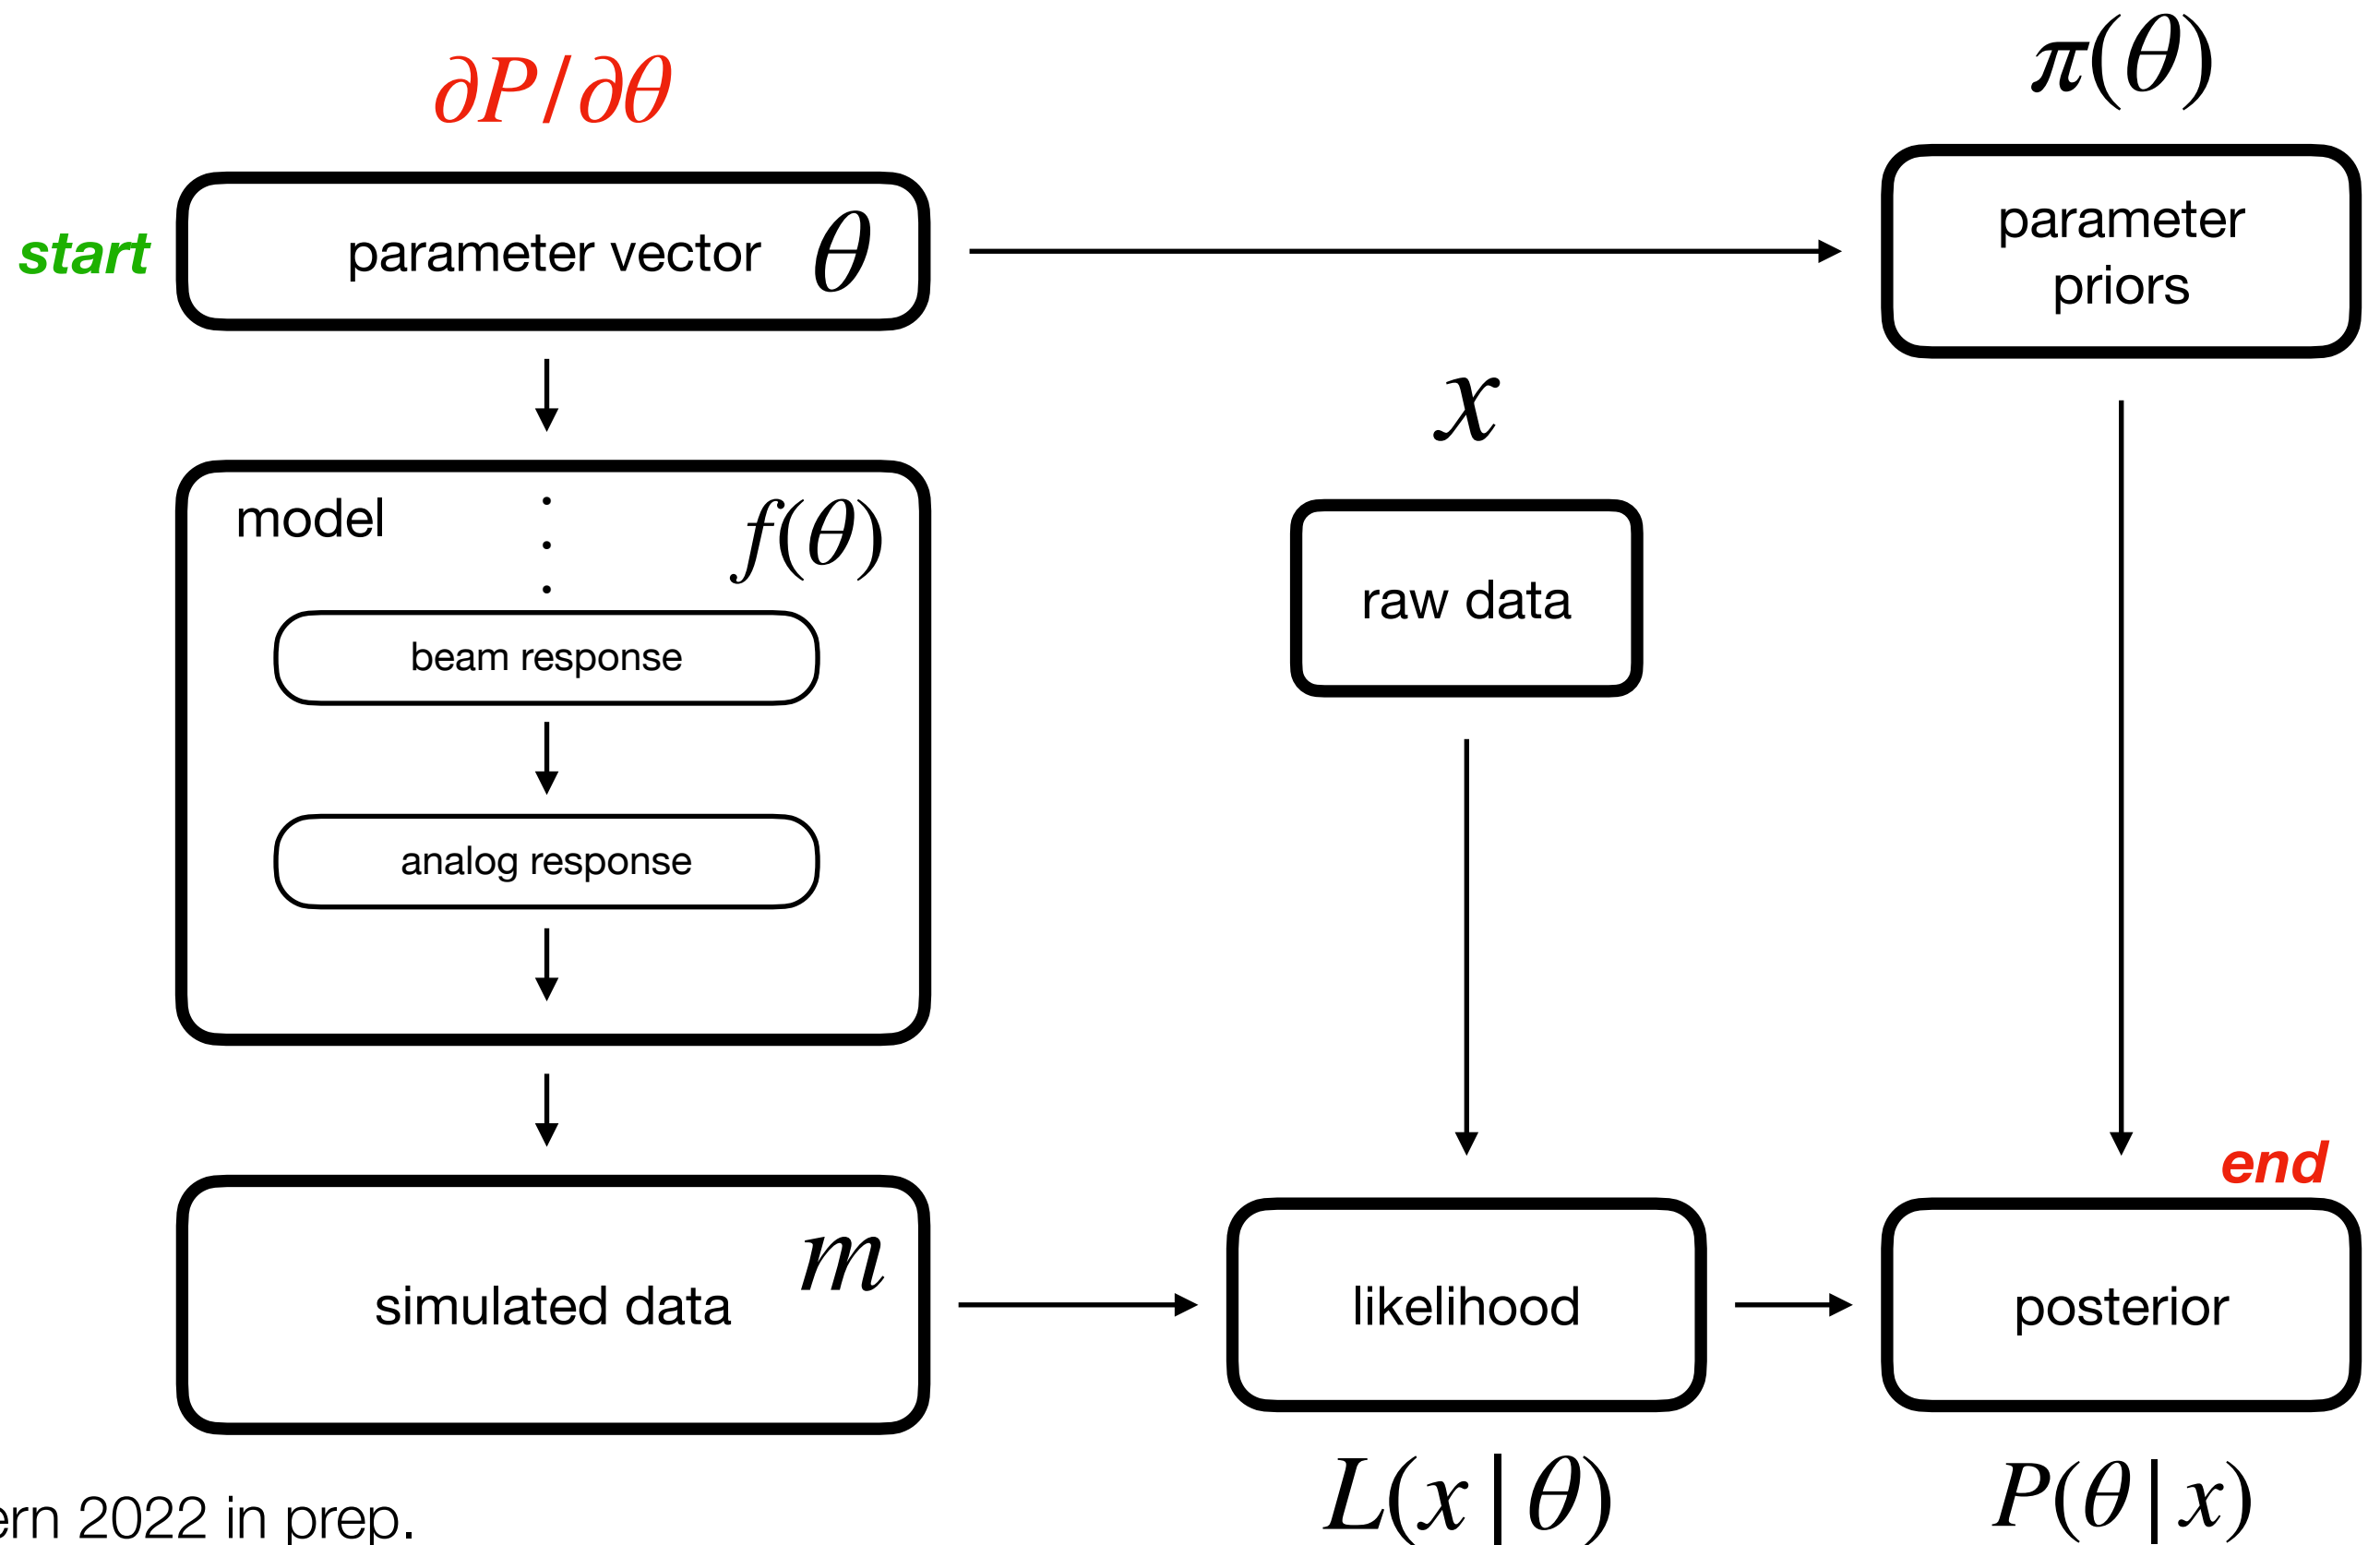 ∂P/∂θ
π(θ)
start
parameter vector θ
parameter
priors
x
model
f(θ)
raw data
beam response
analog response
end
simulated data
m
likelihood
posterior
L(x|θ)
P(θ|x)
2022 in prep.